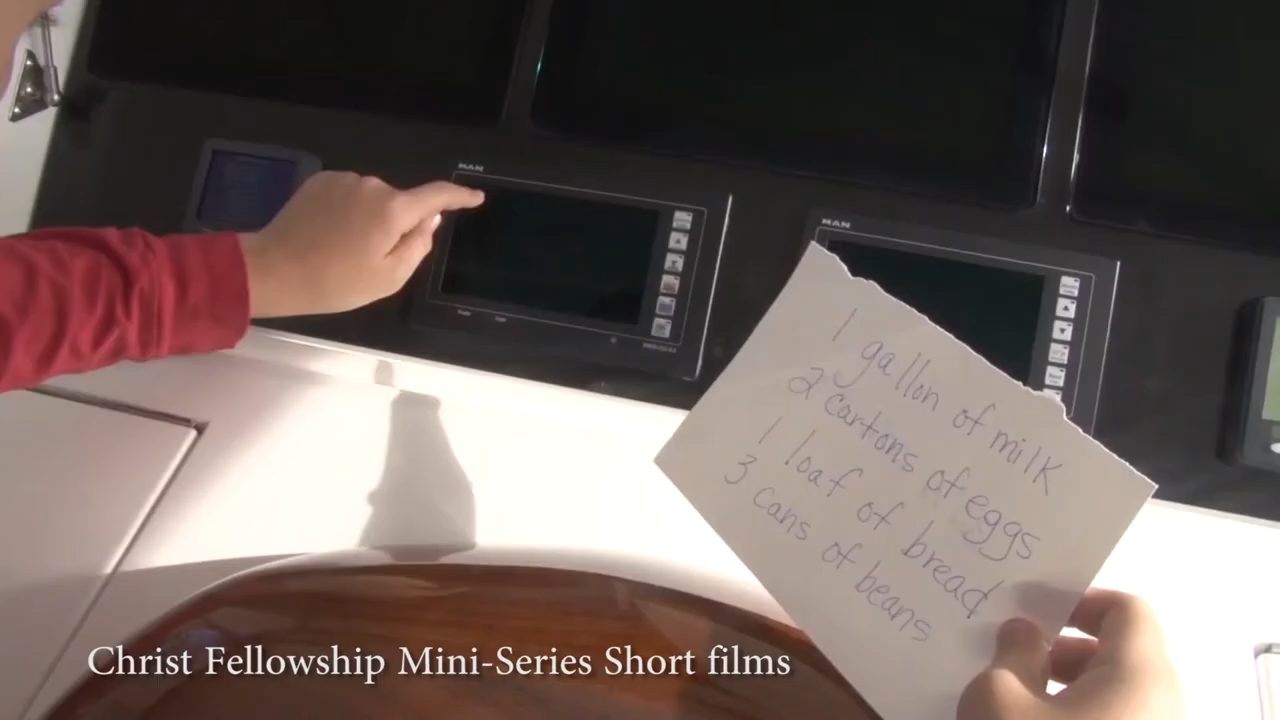 MAN
MAN
1 gallon of milk
2 cartons of eggs
1 loaf of bread
3 cans of beans
Christ Fellowship Mini-Series Short films